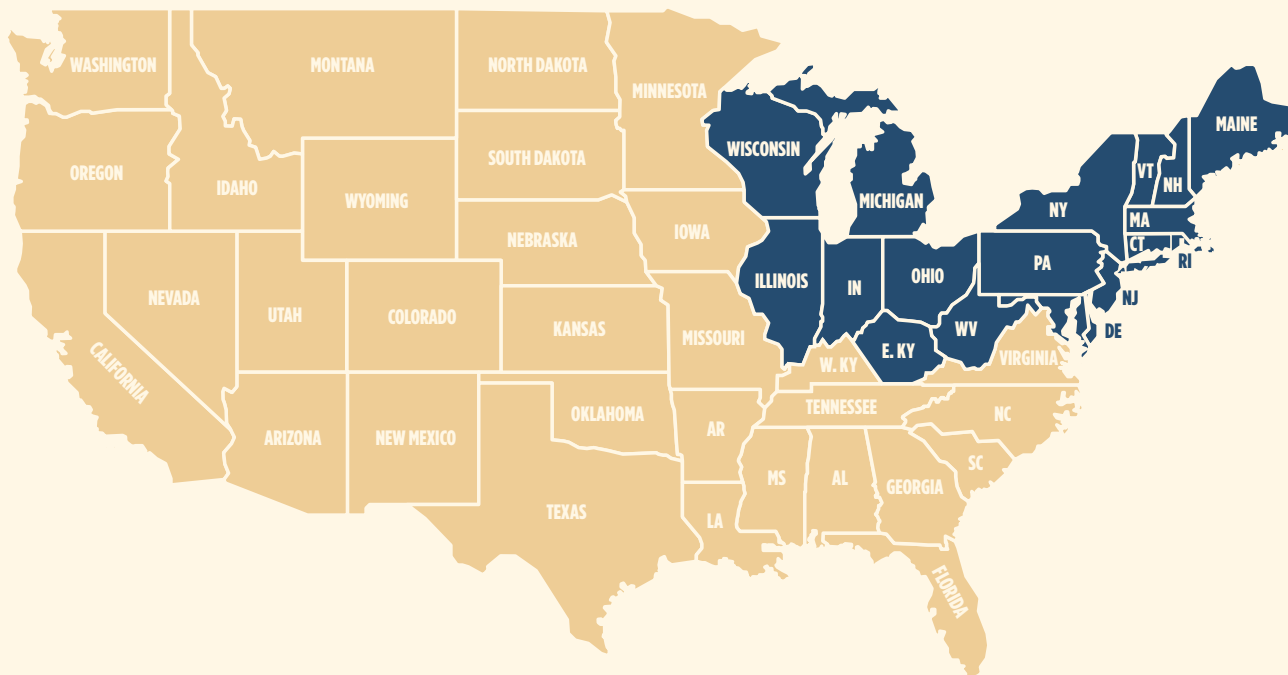 WASHINGTON
MONTANA
NORTH DAKOTA
MINNESOTA
MAINE
OREGON
IDAHO
WYOMING
SOUTH DAKOTA
WISCONSIN
MICHIGAN
VT
NH
NY
MA
CT
RI
NEBRASKA
IOWA
NEVADA
UTAH
COLORADO
KANSAS
MISSOURI
ILLINOIS
IN
OHIO
PA
NJ
DE
WV
E. KY
W. KY
VIRGINIA
CALIFORNIA
ARIZONA
NEW MEXICO
OKLAHOMA
AR
TENNESSEE
NC
SC
TEXAS
LA
MS
AL
GEORGIA
FLORIDA